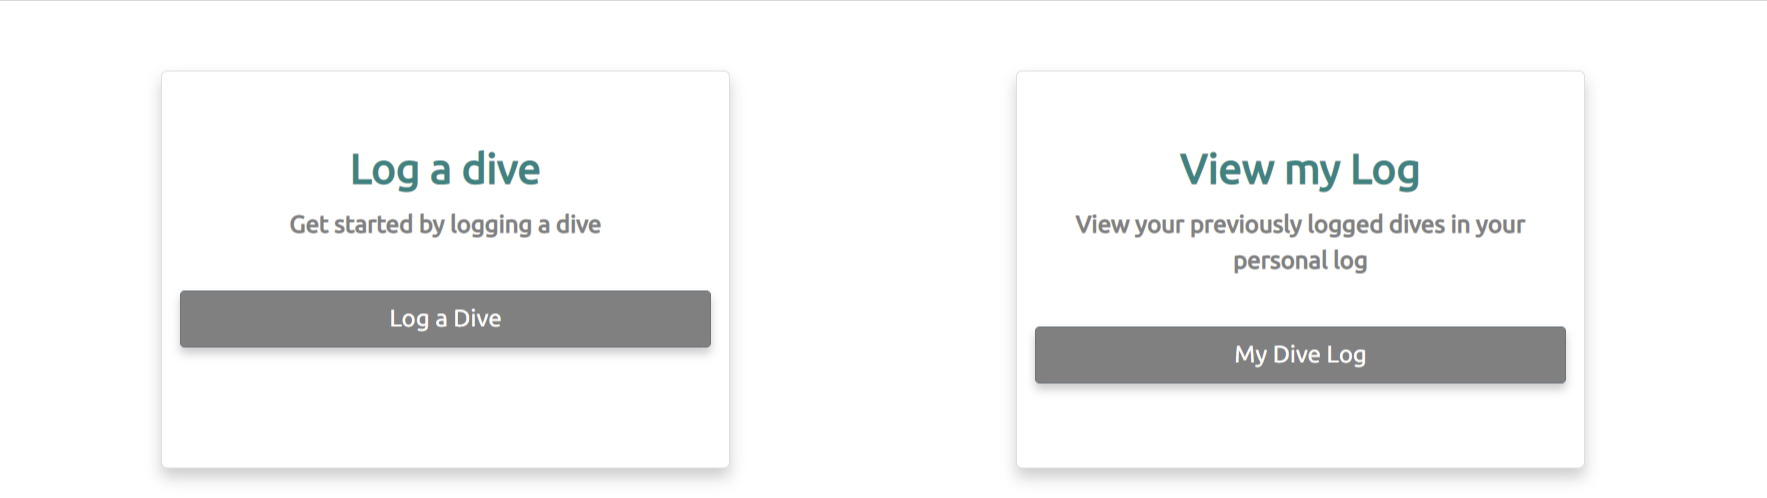 Log a dive
Get started by logging a dive
Log a Dive
View my Log
View your previously logged dives in your
personal log
My Dive Log